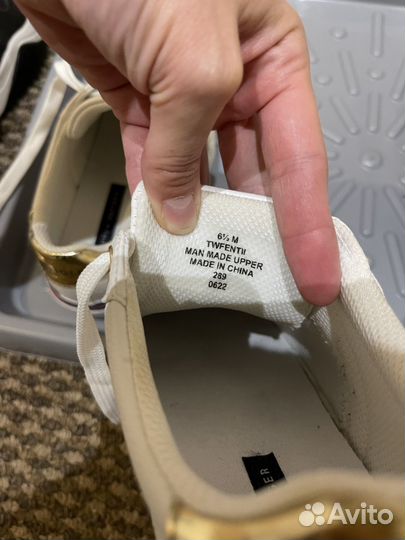 6½ M
TWFENTII
MAN MADE UPPER
MADE IN CHINA
289
0622
Avito